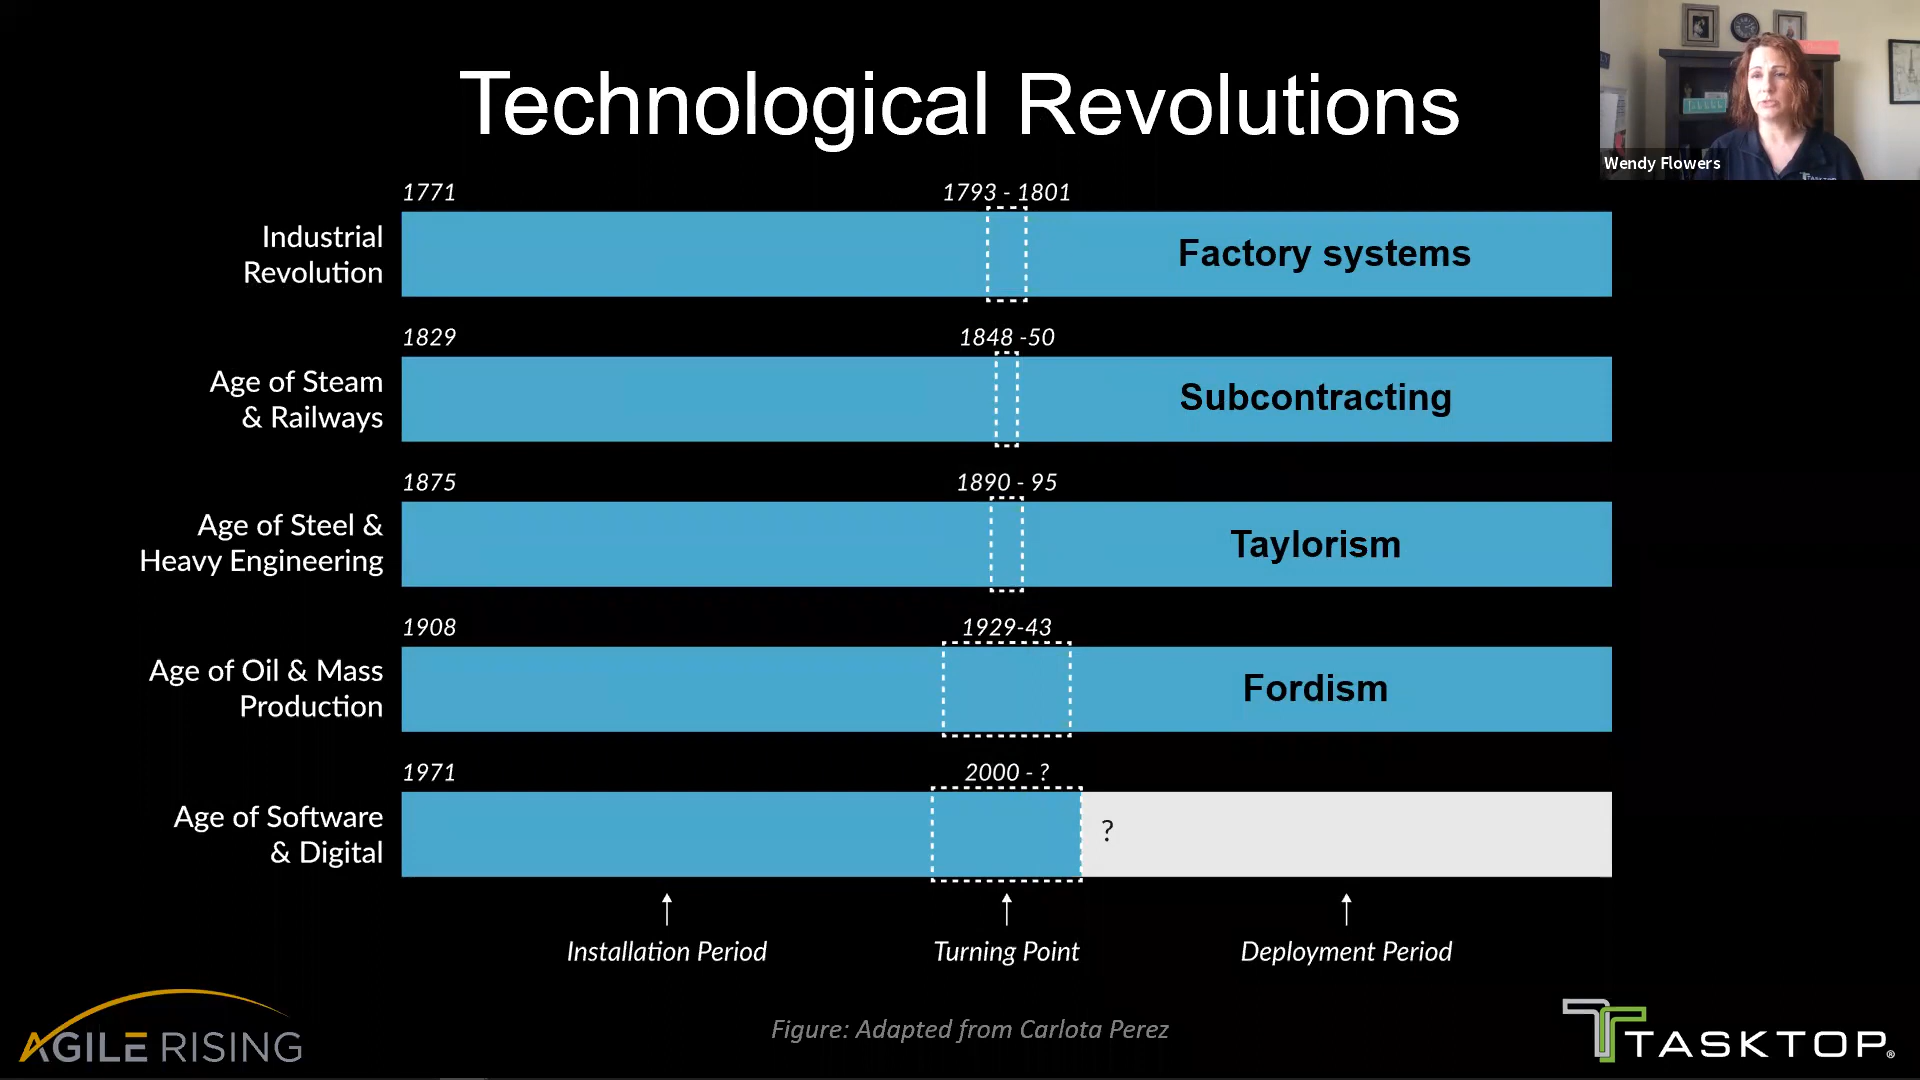 Technological Revolutions
Wendy Flowers
TASKTOP
1771
1793 - 1801
Industrial
Revolution
Factory systems
1829
1848 -50
Age of Steam
& Railways
Subcontracting
1875
1890 - 95
Age of Steel &
Heavy Engineering
Taylorism
1908
1929-43
Age of Oil & Mass
Production
Fordism
1971
2000 - ?
Age of Software
& Digital
?
Installation Period
Turning Point
Deployment Period
AGILE RISING
Figure: Adapted from Carlota Perez
TASKTOP®